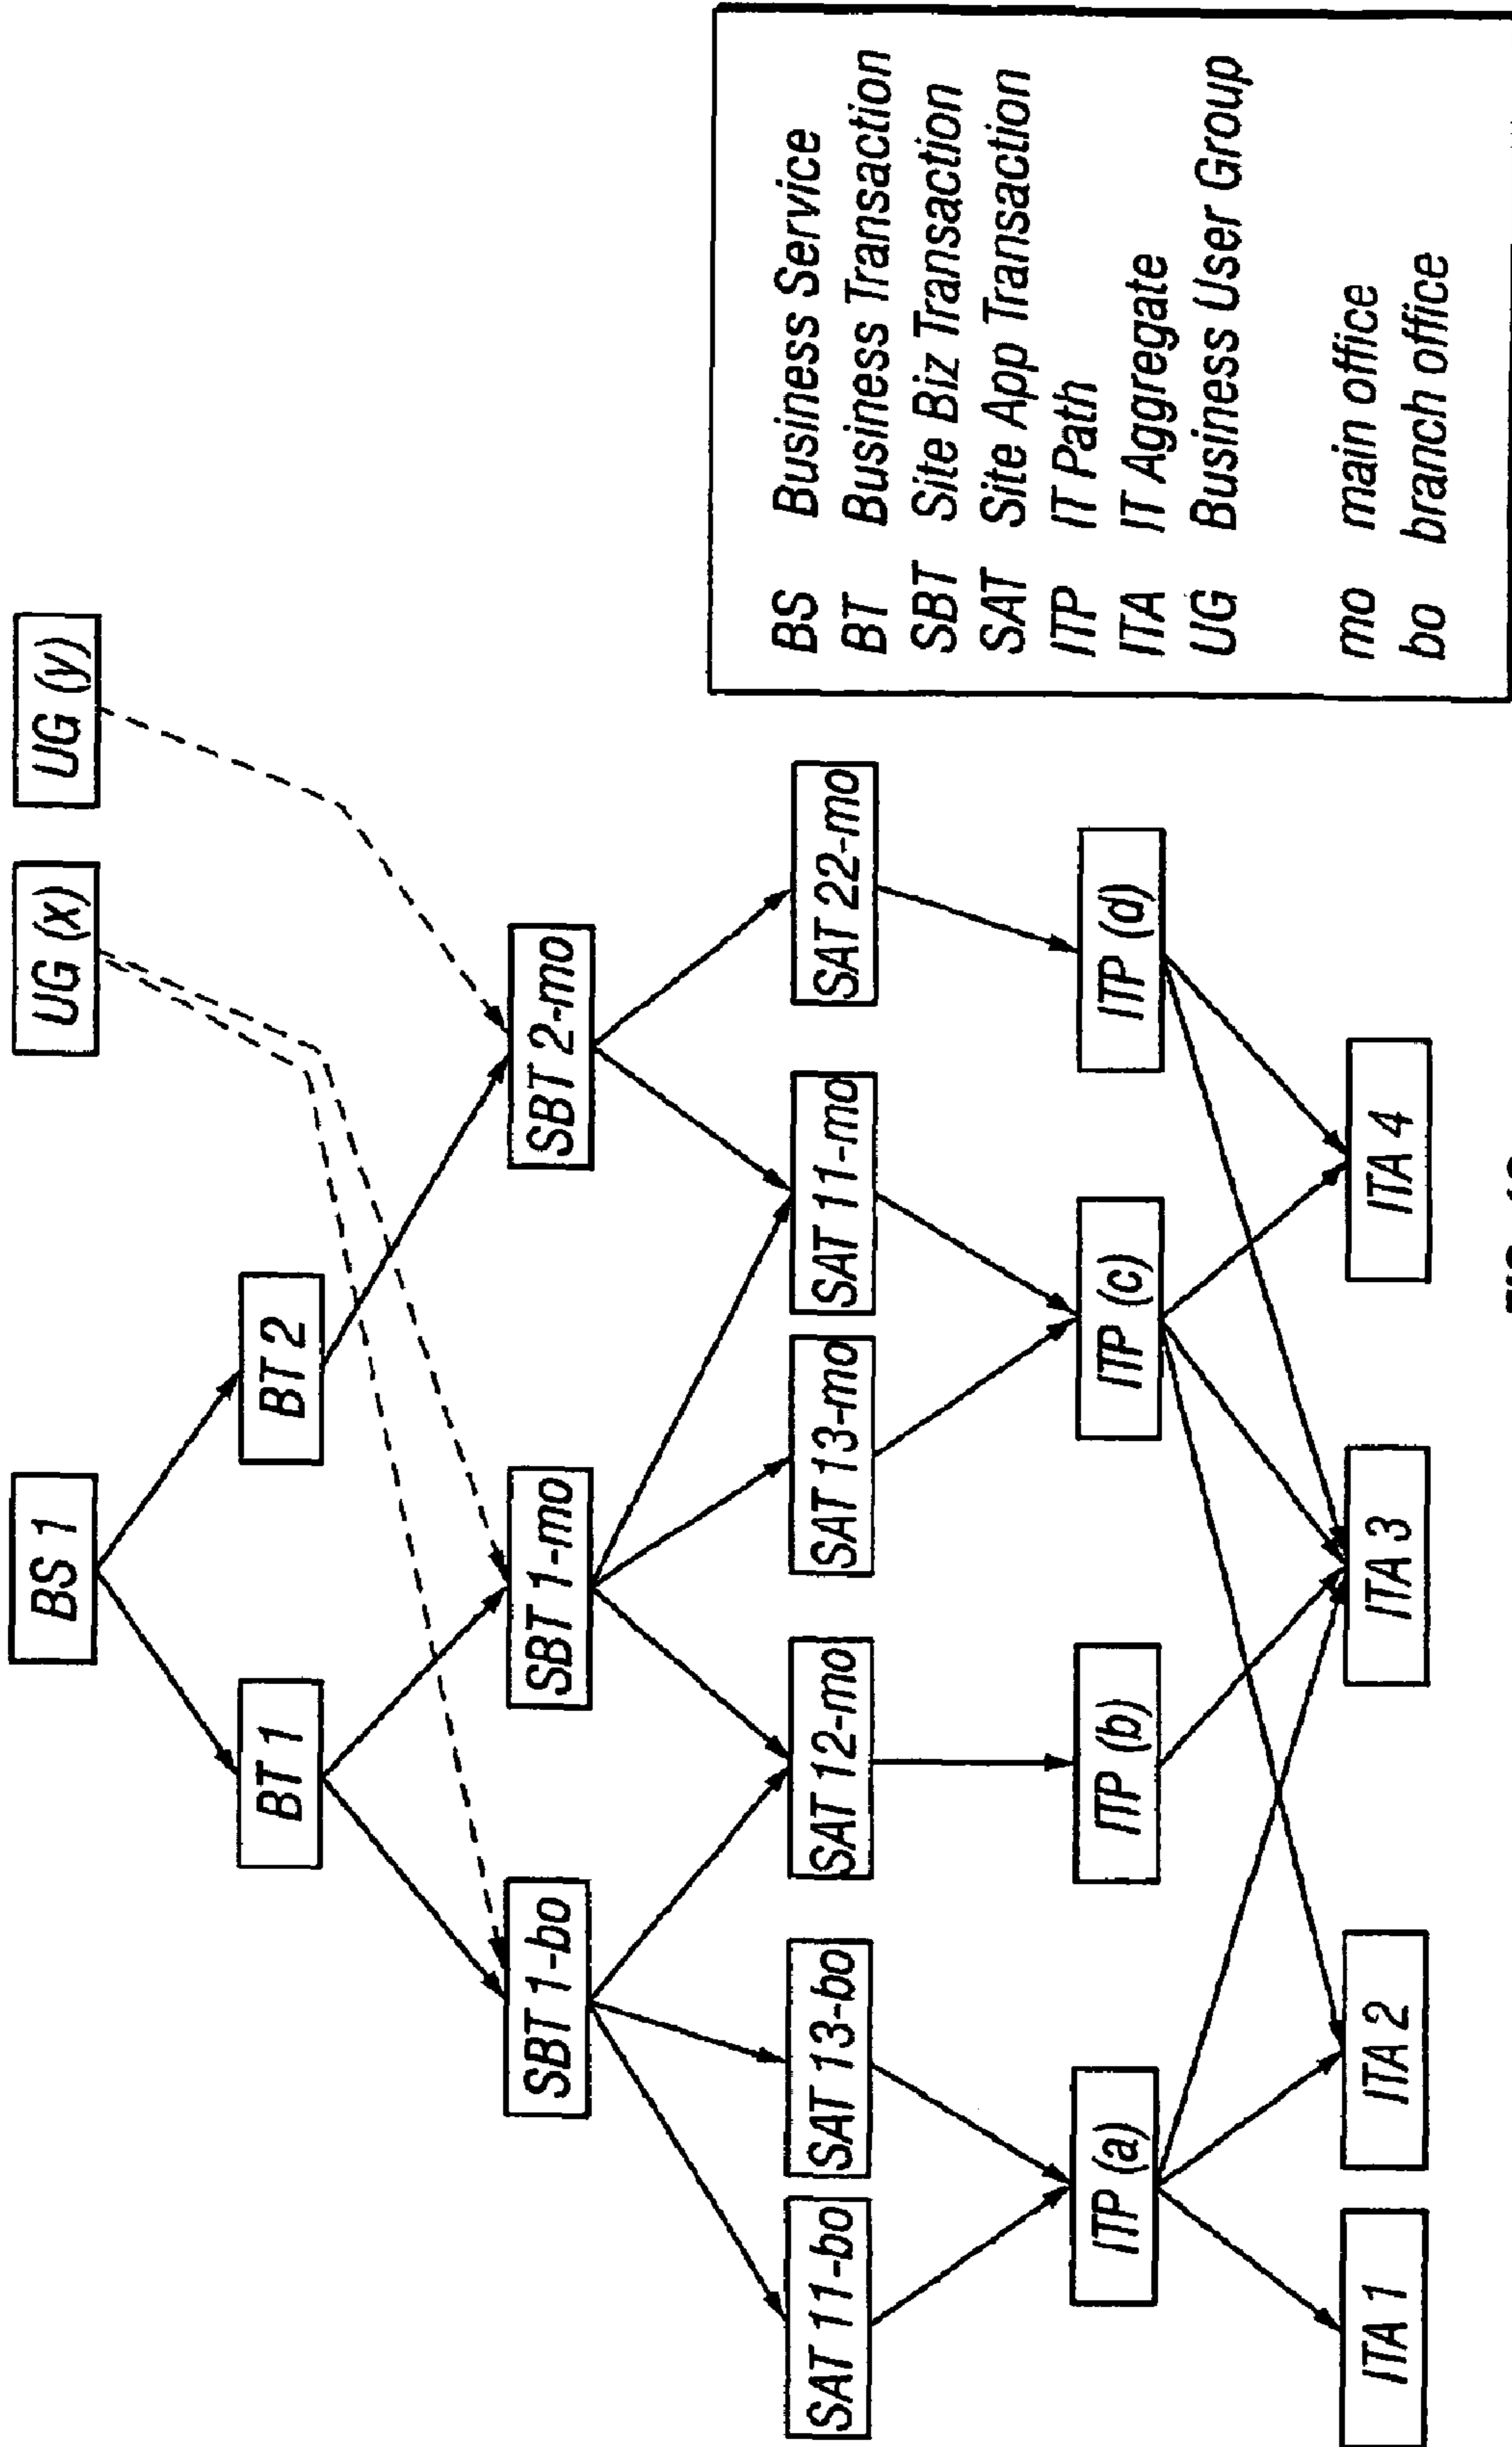 BS 1
UG (x)
UG (y)
BT 1
BT 2
SBT 1-bo
SBT 1-mo
SBT 2-mo
SAT 11-bo
SAT 13-bo
SAT 12-mo
SAT 13-mo
SAT 11-mo
SAT 22-mo
ITP (a)
ITP (b)
ITP (c)
ITP (d)
ITA 1
ITA 2
ITA 3
ITA 4
BS Business Service
BT Business Transaction
SBT Site Biz Transaction
SAT Site App Transaction
ITP IT Path
ITA IT Aggregate
UG Business User Group
mo main office
bo branch office